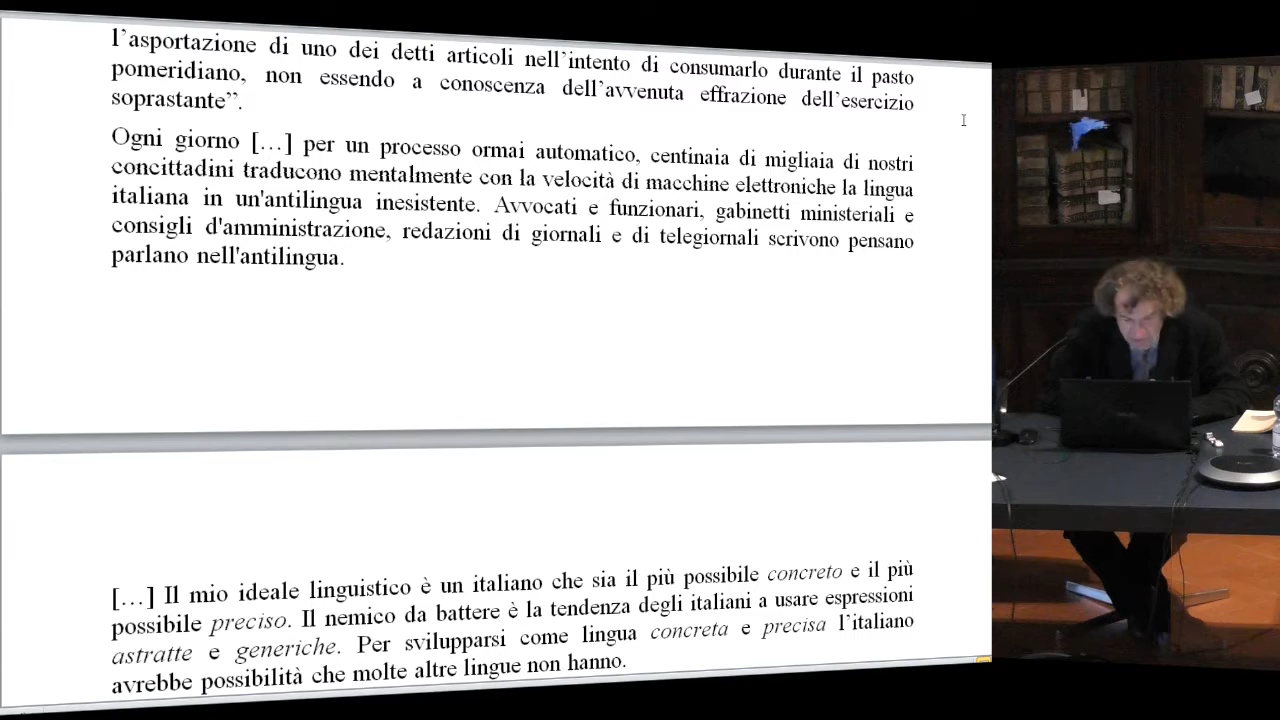 l’asportazione di uno dei detti articoli nell’intento di consumarlo durante il pasto
pomeridiano, non essendo a conoscenza dell’avvenuta effrazione dell’esercizio
soprastante”.
Ogni giorno […] per un processo ormai automatico, centinaia di migliaia di nostri
concittadini traducono mentalmente con la velocità di macchine elettroniche la lingua
italiana in un'antilingua inesistente. Avvocati e funzionari, gabinetti ministeriali e
consigli d'amministrazione, redazioni di giornali e di telegiornali scrivono pensano
parlano nell'antilingua.
[…] Il mio ideale linguistico è un italiano che sia il più possibile concreto e il più
possibile preciso. Il nemico da battere è la tendenza degli italiani a usare espressioni
astratte e generiche. Per svilupparsi come lingua concreta e precisa l’italiano
avrebbe possibilità che molte altre lingue non hanno.